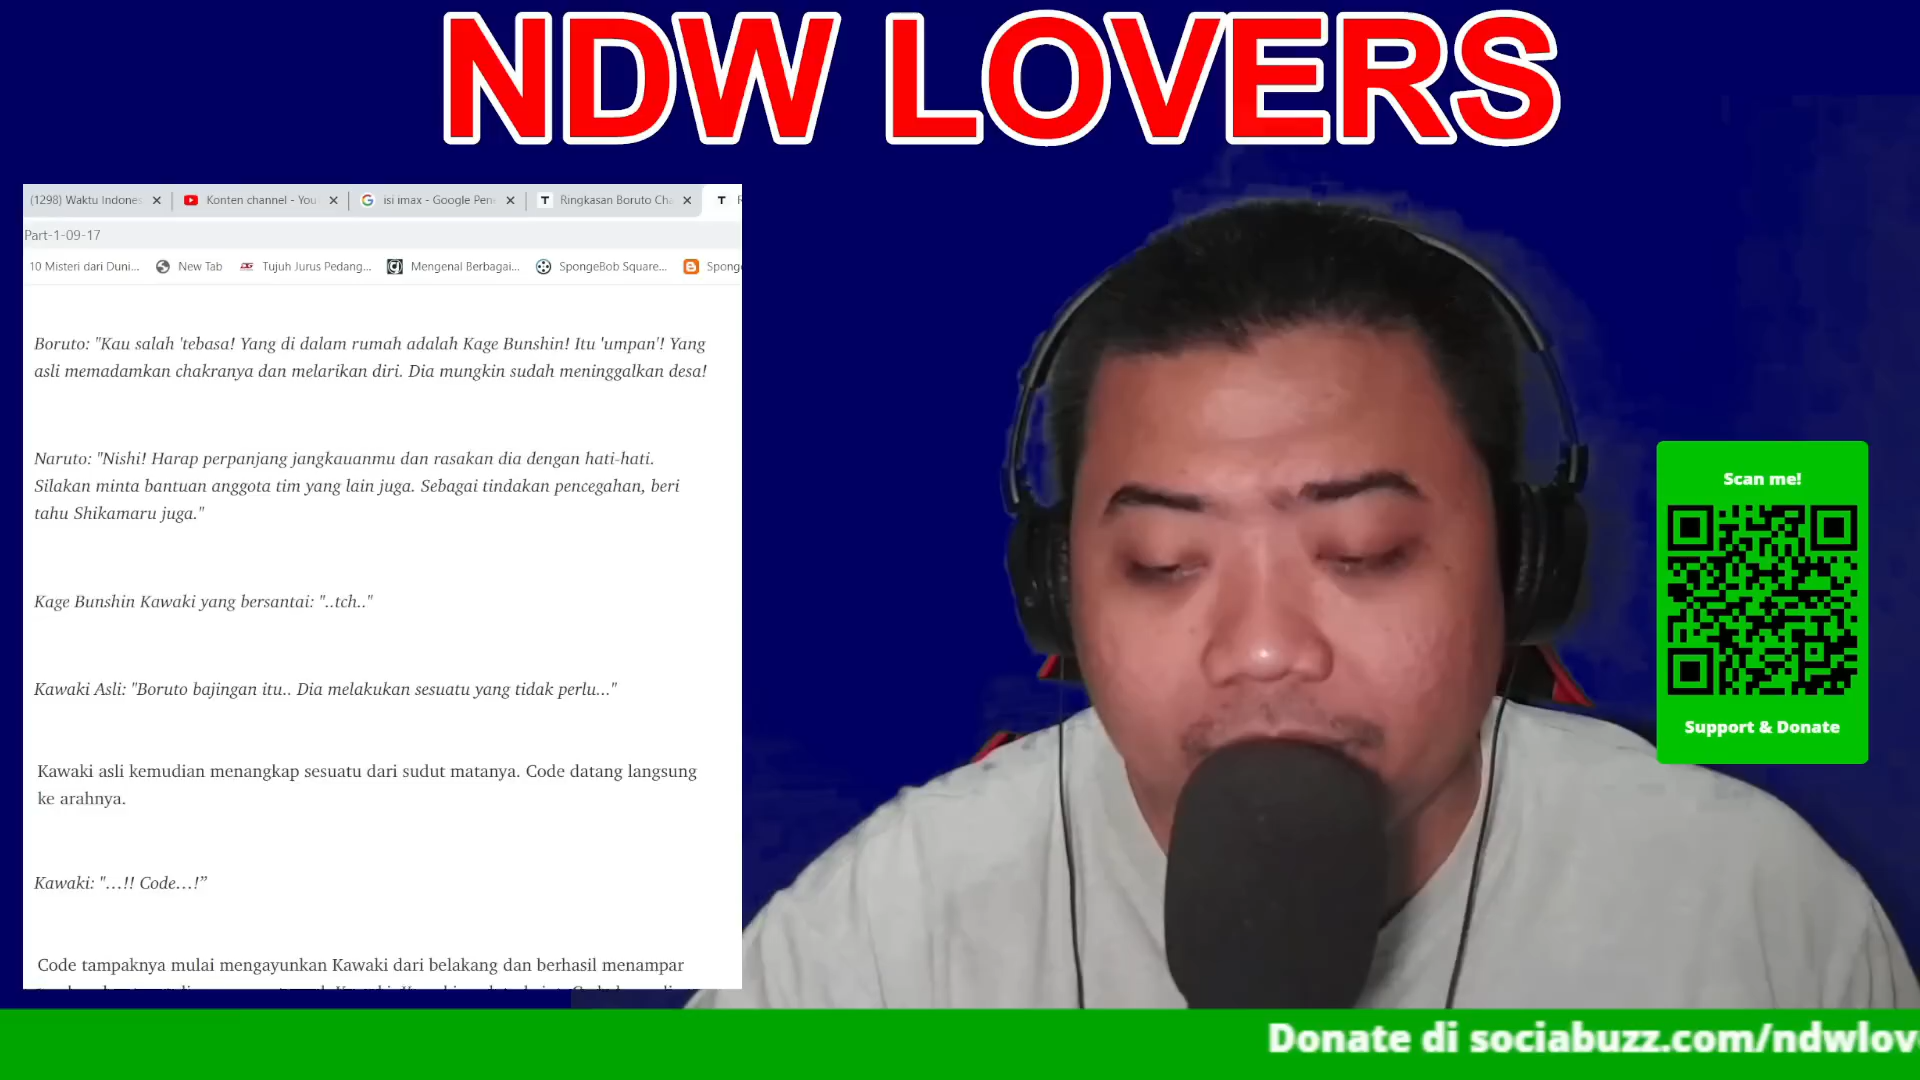 NDW LOVERS
(1298) Waktu Indones
Konten channel - You
isi imax - Google Pen
Ringkasan Boruto Cha
Part-1-09-17
10 Misteri dari Duni...
New Tab
Tujuh Jurus Pedang...
Mengenal Berbagai...
SpongeBob Square...
Spong
Boruto: "Kau salah 'tebasa! Yang di dalam rumah adalah Kage Bunshin! Itu 'umpan'! Yang
asli memadamkan chakranya dan melarikan diri. Dia mungkin sudah meninggalkan desa!
Naruto: "Nishi! Harap perpanjang jangkauanmu dan rasakan dia dengan hati-hati.
Silakan minta bantuan anggota tim yang lain juga. Sebagai tindakan pencegahan, beri
tahu Shikamaru juga."
Kage Bunshin Kawaki yang bersantai: "..tch.."
Kawaki Asli: "Boruto bajingan itu.. Dia melakukan sesuatu yang tidak perlu..."
Kawaki asli kemudian menangkap sesuatu dari sudut matanya. Code datang langsung
ke arahnya.
Kawaki: "...!! Code...!”
Code tampaknya mulai mengayunkan Kawaki dari belakang dan berhasil menampar
Scan me!
Support & Donate
Donate di sociabuzz.com/ndwlov